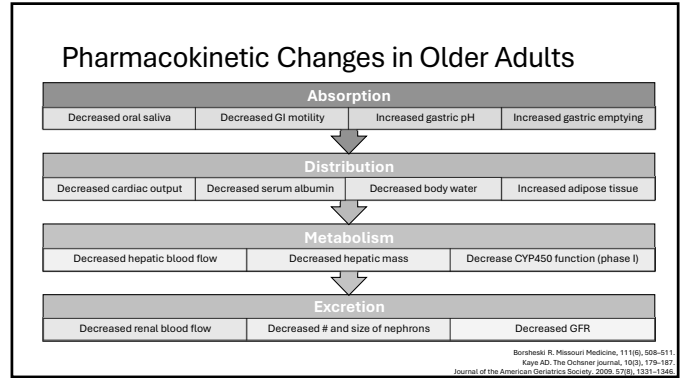 Pharmacokinetic Changes in Older Adults
Absorption
Decreased oral saliva
Decreased GI motility
Increased gastric pH
Increased gastric emptying
Distribution
Decreased cardiac output
Decreased serum albumin
Decreased body water
Increased adipose tissue
Metabolism
Decreased hepatic blood flow
Decreased hepatic mass
Decrease CYP450 function (phase I)
Excretion
Decreased renal blood flow
Decreased # and size of nephrons
Decreased GFR
Borsheski R. Missouri Medicine, 111(6), 508–511.
Kaye AD. The Ochsner journal, 10(3), 179–187.
Journal of the American Geriatrics Society. 2009. 57(8), 1331–1346.